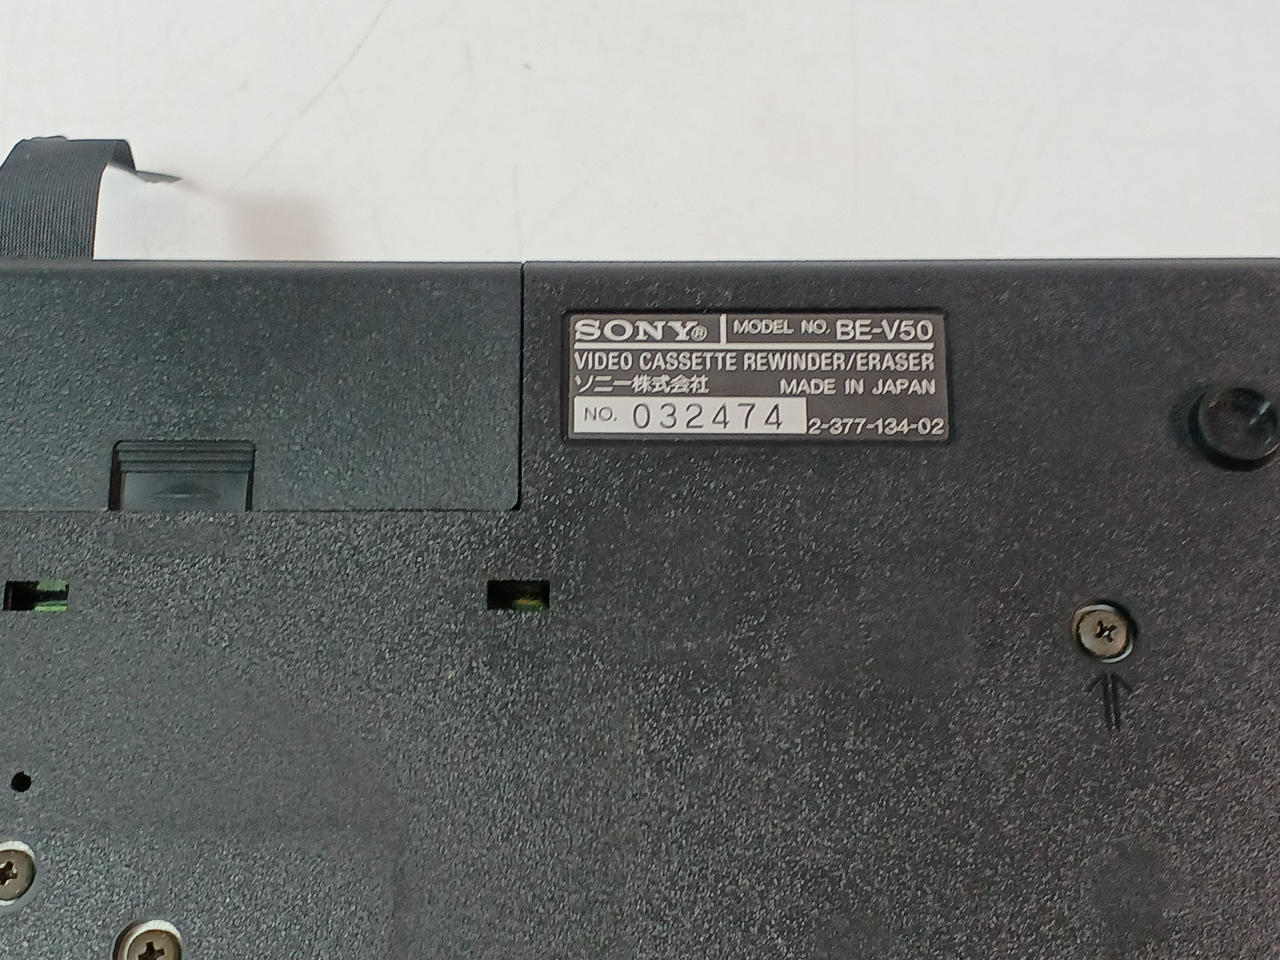 SONY® MODEL NO. BE-V50
VIDEO CASSETTE REWINDER/ERASER
ソニー株式会社 MADE IN JAPAN
NO. 032474 2-377-134-02